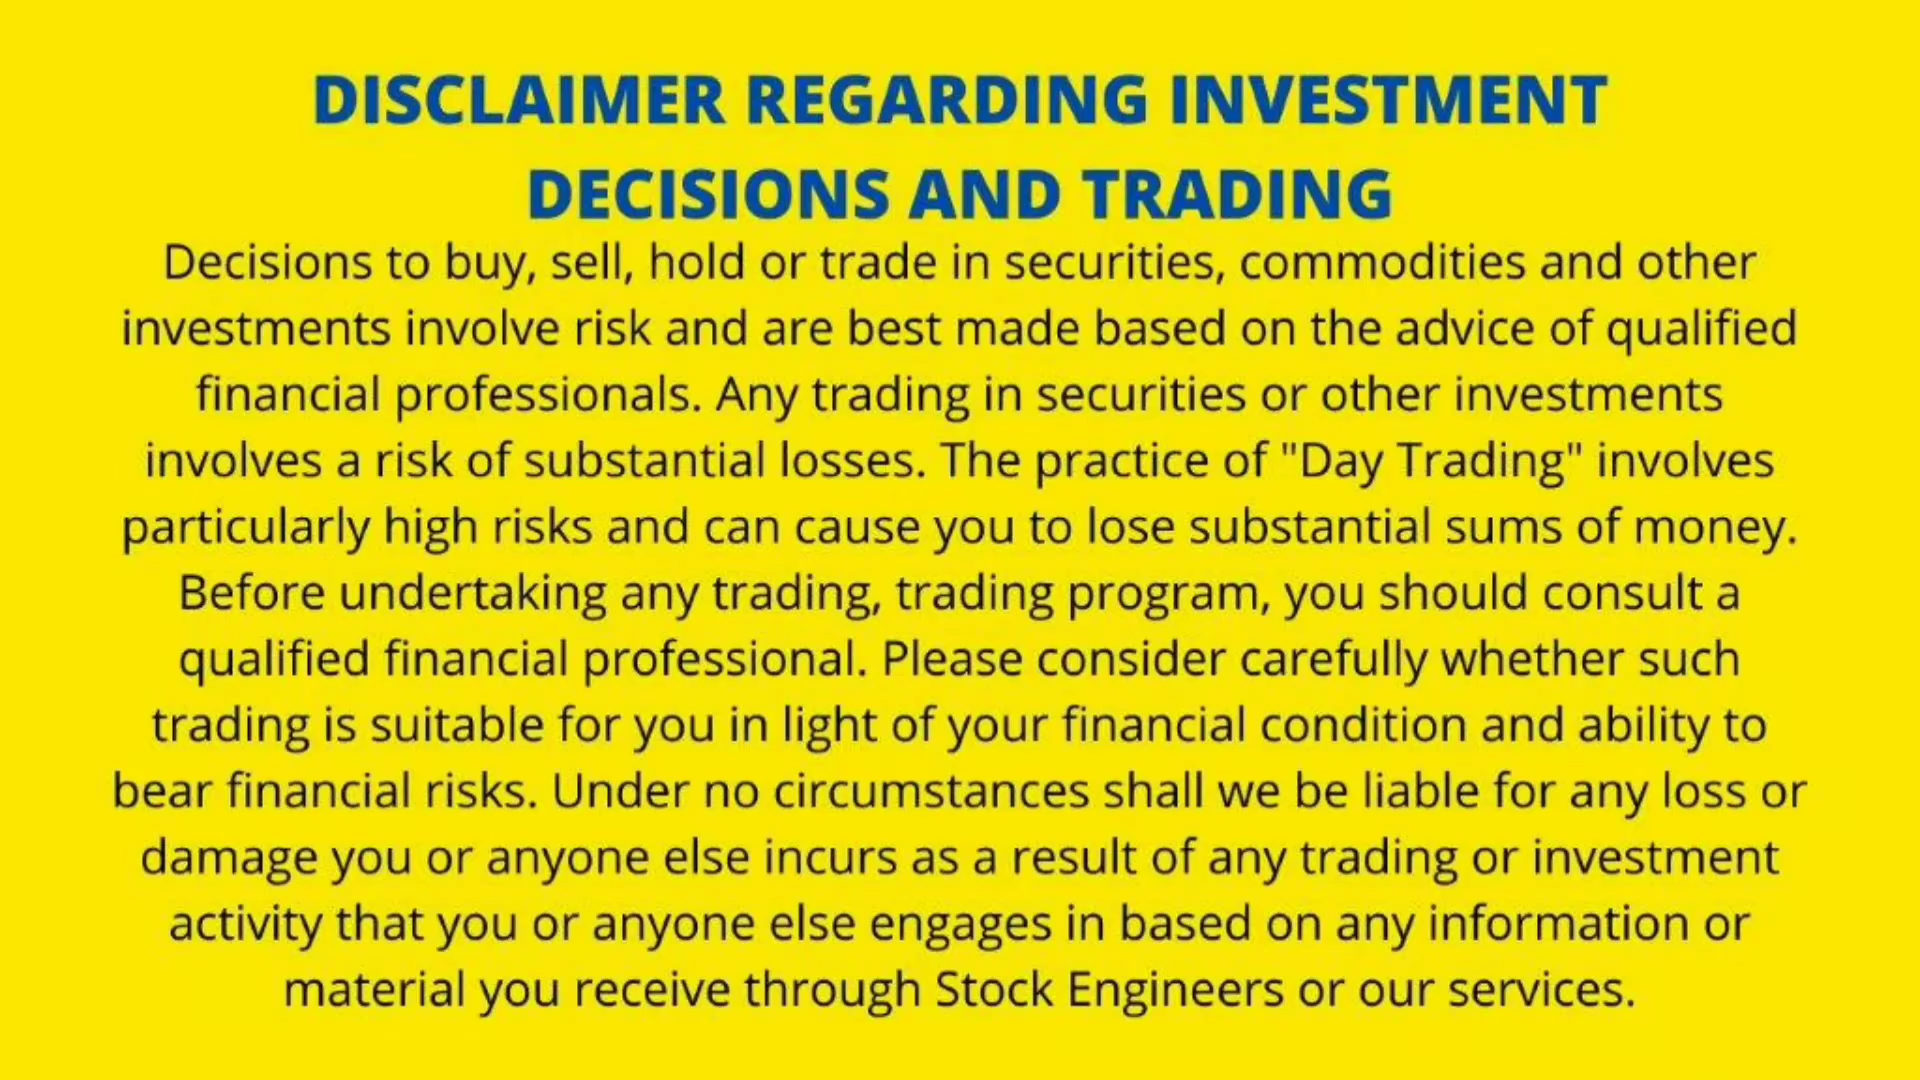 DISCLAIMER REGARDING INVESTMENT
DECISIONS AND TRADING
Decisions to buy, sell, hold or trade in securities, commodities and other
investments involve risk and are best made based on the advice of qualified
financial professionals. Any trading in securities or other investments
involves a risk of substantial losses. The practice of "Day Trading" involves
particularly high risks and can cause you to lose substantial sums of money.
Before undertaking any trading, trading program, you should consult a
qualified financial professional. Please consider carefully whether such
trading is suitable for you in light of your financial condition and ability to
bear financial risks. Under no circumstances shall we be liable for any loss or
damage you or anyone else incurs as a result of any trading or investment
activity that you or anyone else engages in based on any information or
material you receive through Stock Engineers or our services.